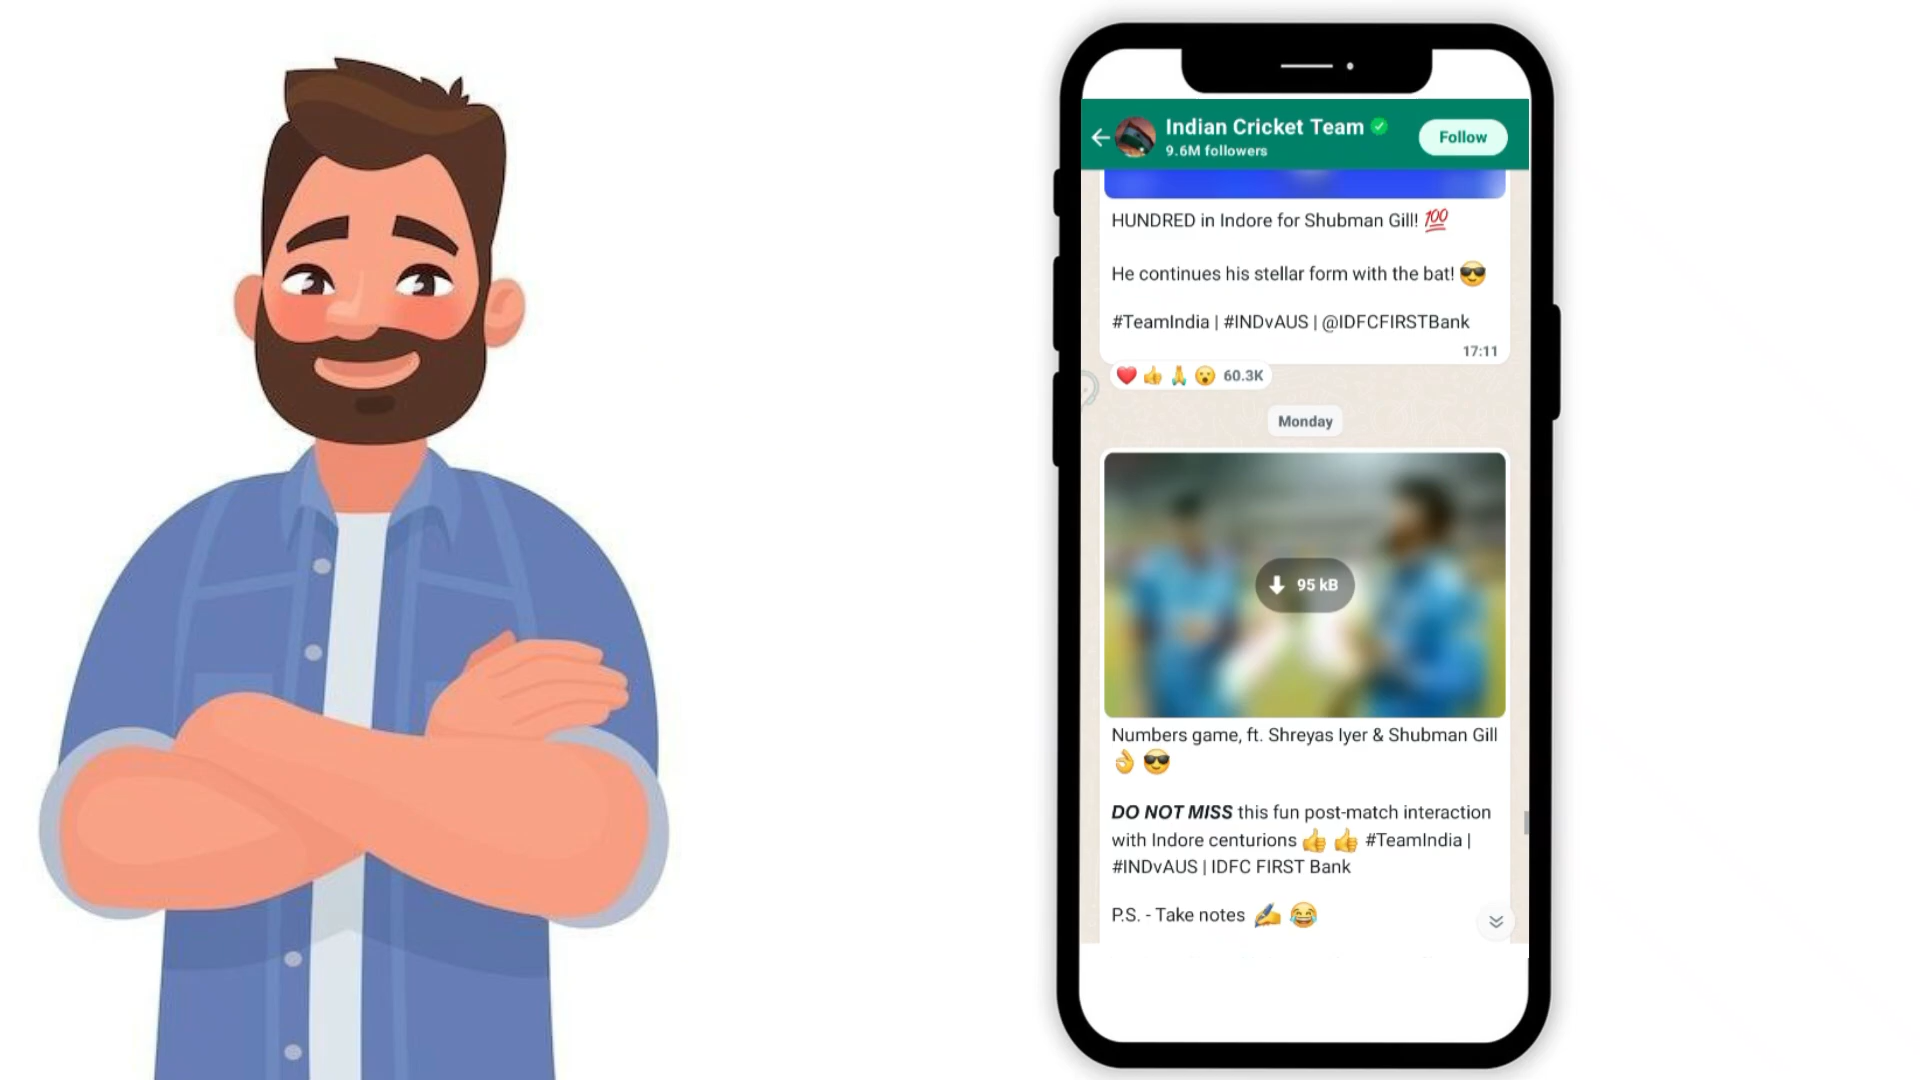 Indian Cricket Team
9.6M followers
Follow
HUNDRED in Indore for Shubman Gill! 💯
He continues his stellar form with the bat! 😎
#TeamIndia | #INDvAUS | @IDFCFIRSTBank
17:11
❤️👍🙏😮 60.3K
Monday
95 kB
Numbers game, ft. Shreyas Iyer & Shubman Gill
👌 😎
DO NOT MISS this fun post-match interaction
with Indore centurions 👍 👍 #TeamIndia |
#INDvAUS | IDFC FIRST Bank
P.S. - Take notes ✍️ 😂